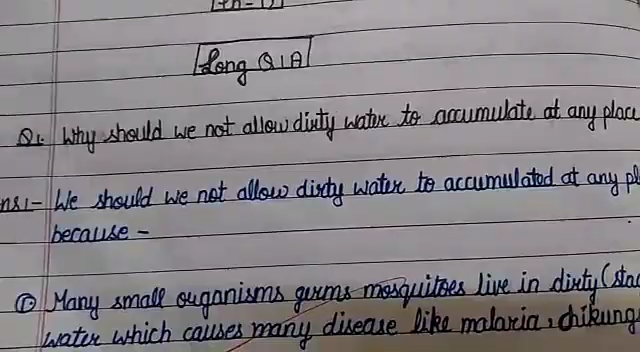 Long Q/A
Q1. Why should we not allow dirty water to accumulate at any place
ns1- We should we not allow dirty water to accumulated at any pl
because -
① Many small organisms germs mosquitoes live in dirty (sta
water which causes many disease like malaria, chikung